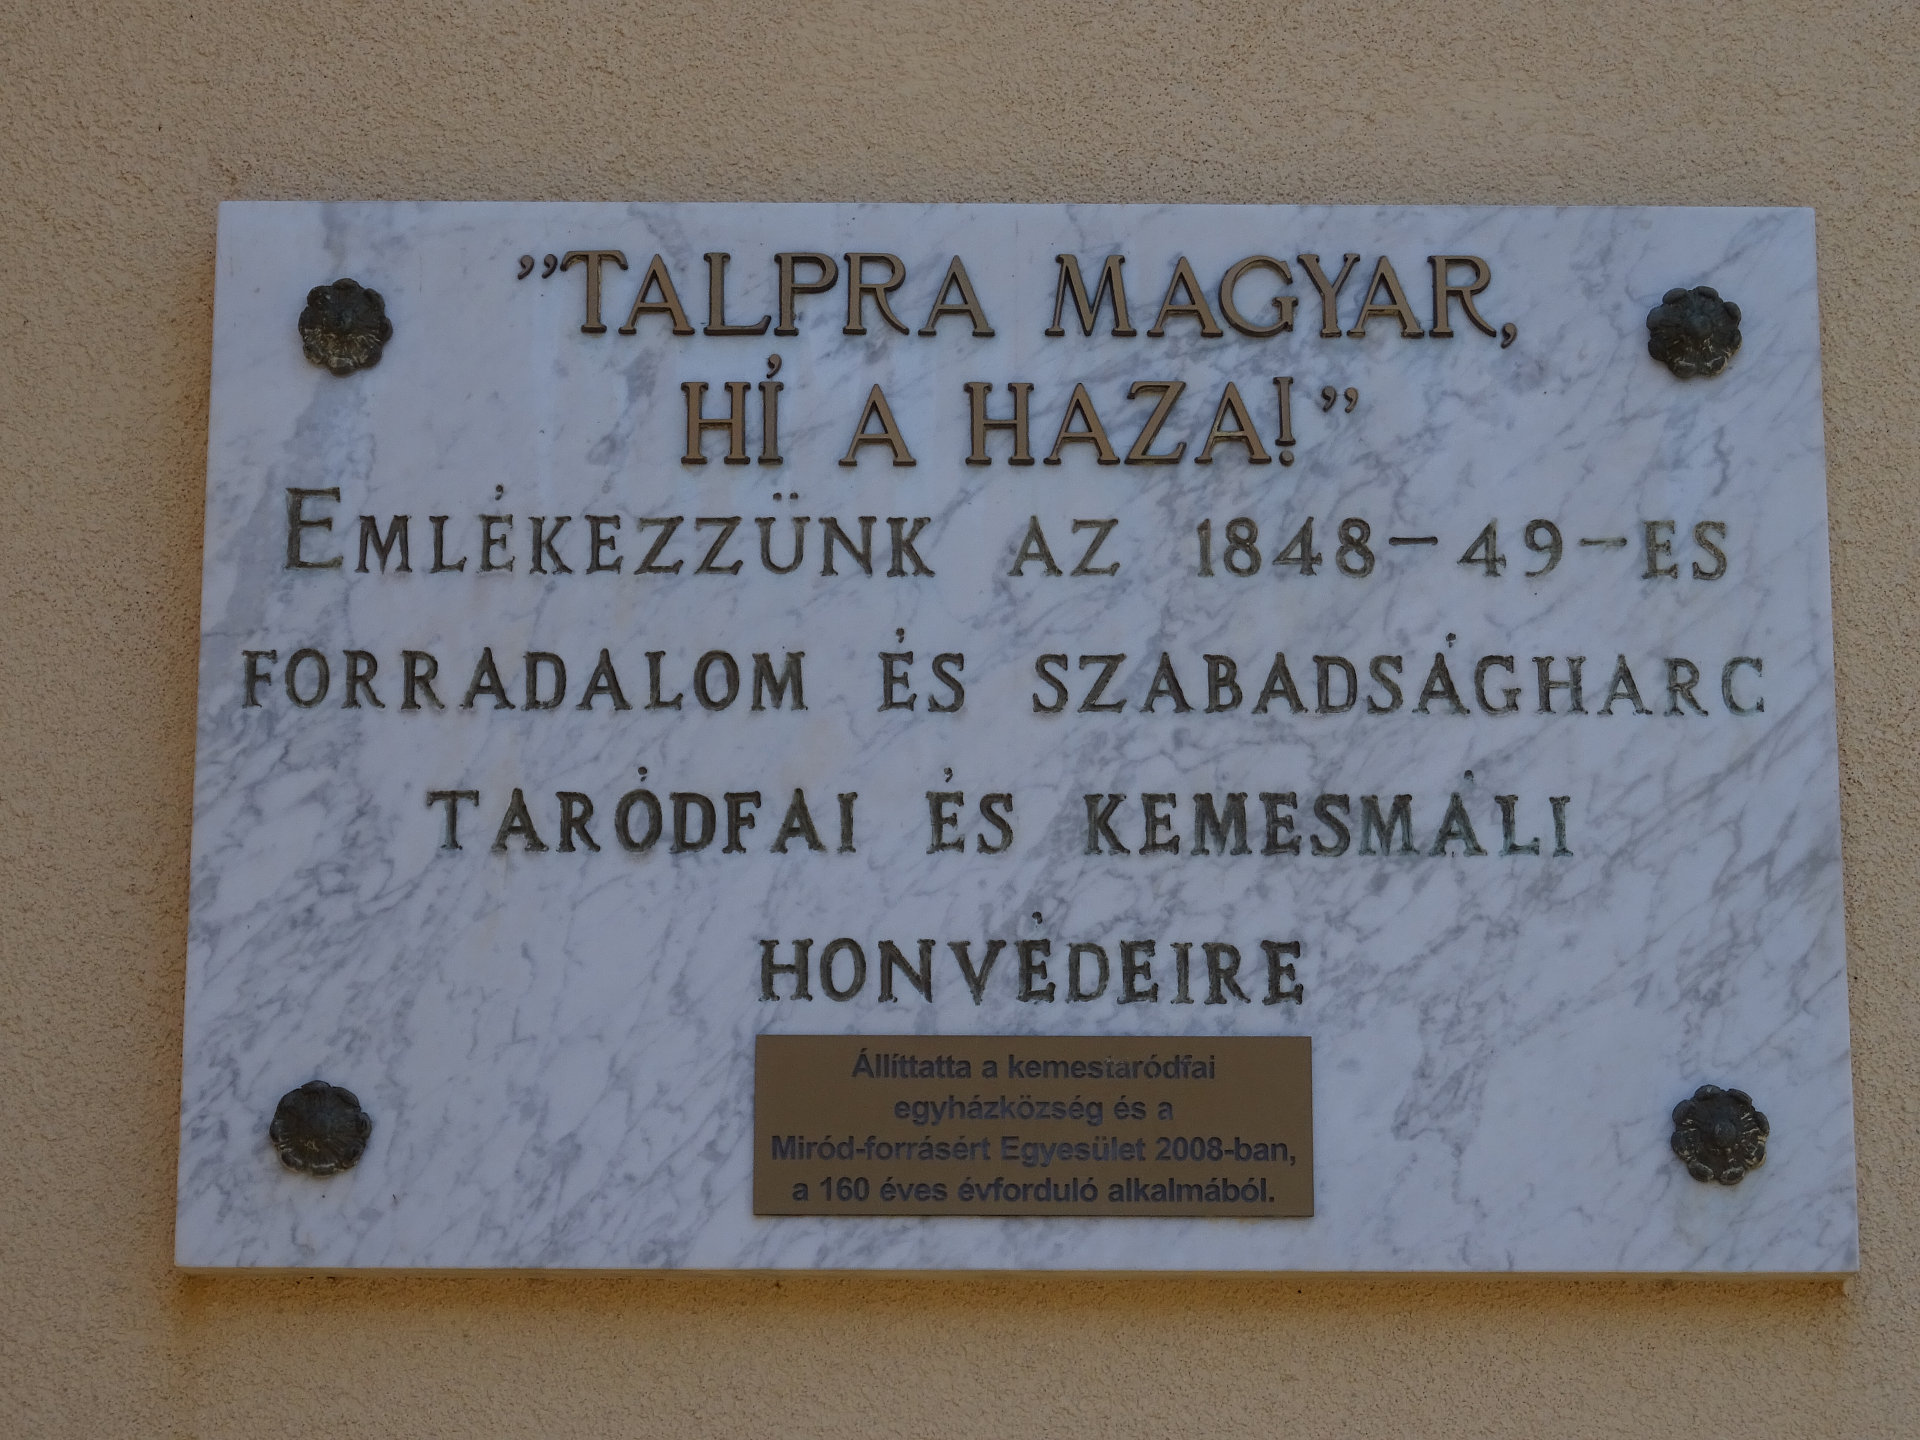 "TALPRA MAGYAR,
HÍ A HAZA!"
EMLÉKEZZÜNK AZ 1848-49-ES
FORRADALOM ÉS SZABADSÁGHARC
TARÓDFAI ÉS KEMESMÁLI
HONVÉDEIRE
Állíttatta a kemestaródfai
egyházközség és a
Miród-forrásért Egyesület 2008-ban,
a 160 éves évforduló alkalmából.